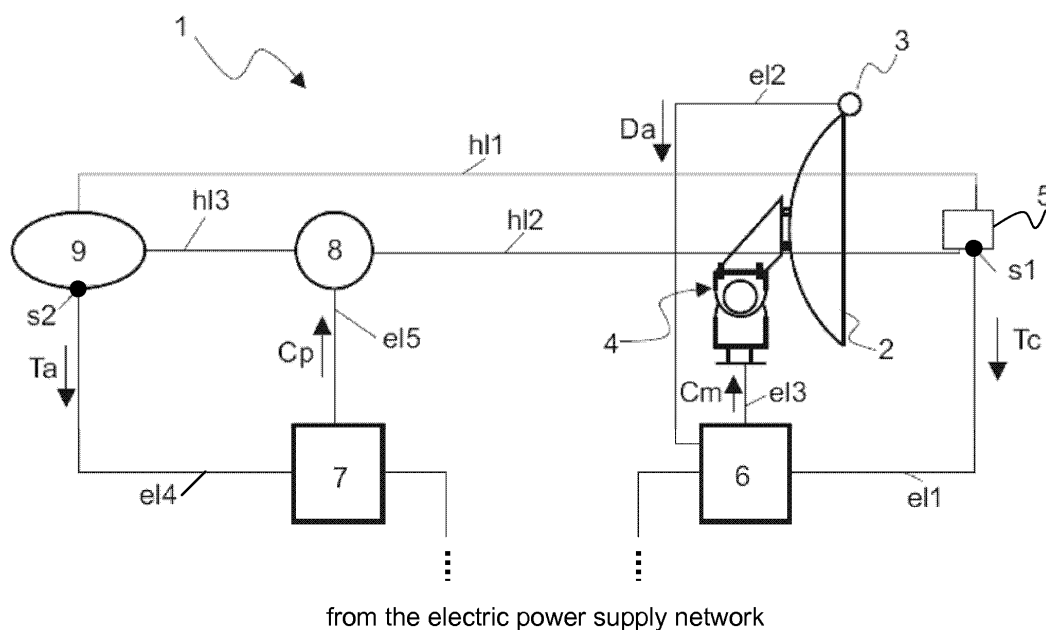 1
3
el2
Da
hl1
5
hl3
hl2
9
8
s1
s2
el5
4
2
Tc
Ta
Cp
Cm
el3
7
6
el4
el1
from the electric power supply network